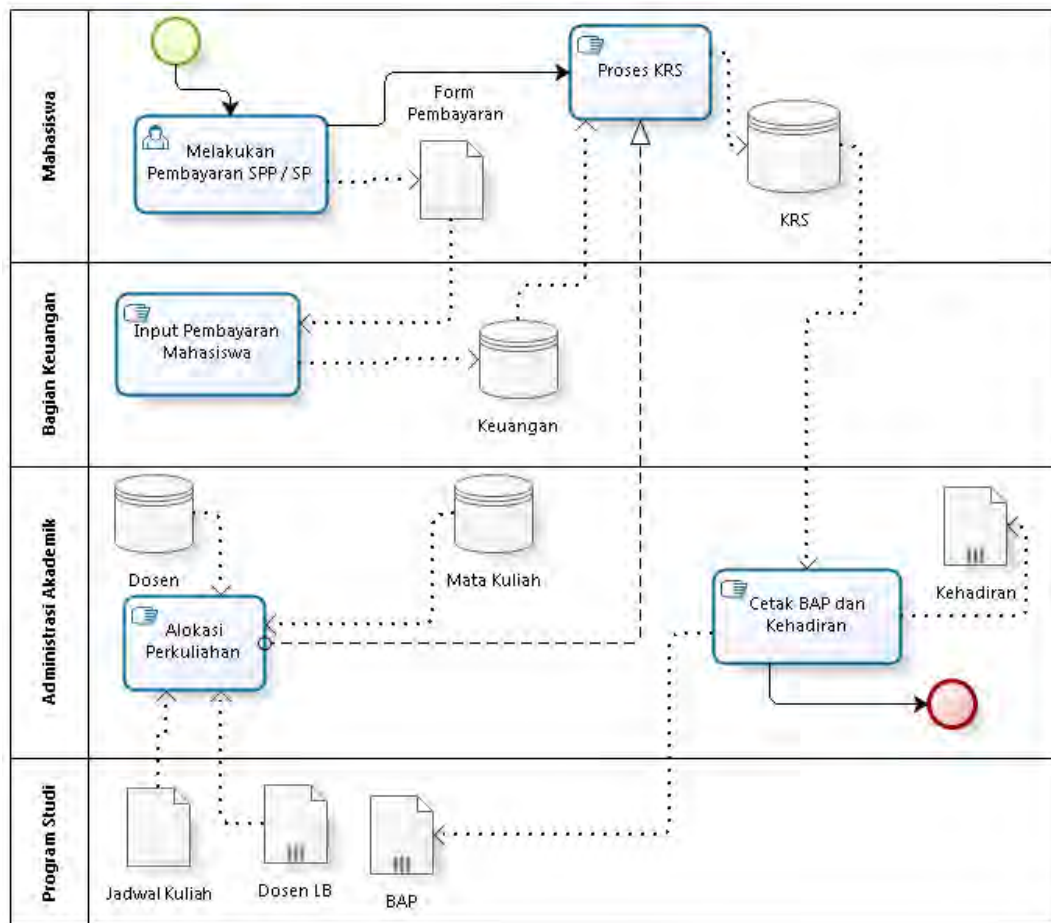 Mahasiswa
Melakukan
Pembayaran SPP / SP
Form
Pembayaran
Proses KRS
KRS
Bagian Keuangan
Input Pembayaran
Mahasiswa
Keuangan
Administrasi Akademik
Dosen
Mata Kuliah
Alokasi
Perkuliahan
Cetak BAP dan
Kehadiran
Kehadiran
Program Studi
Jadwal Kuliah
Dosen LB
BAP